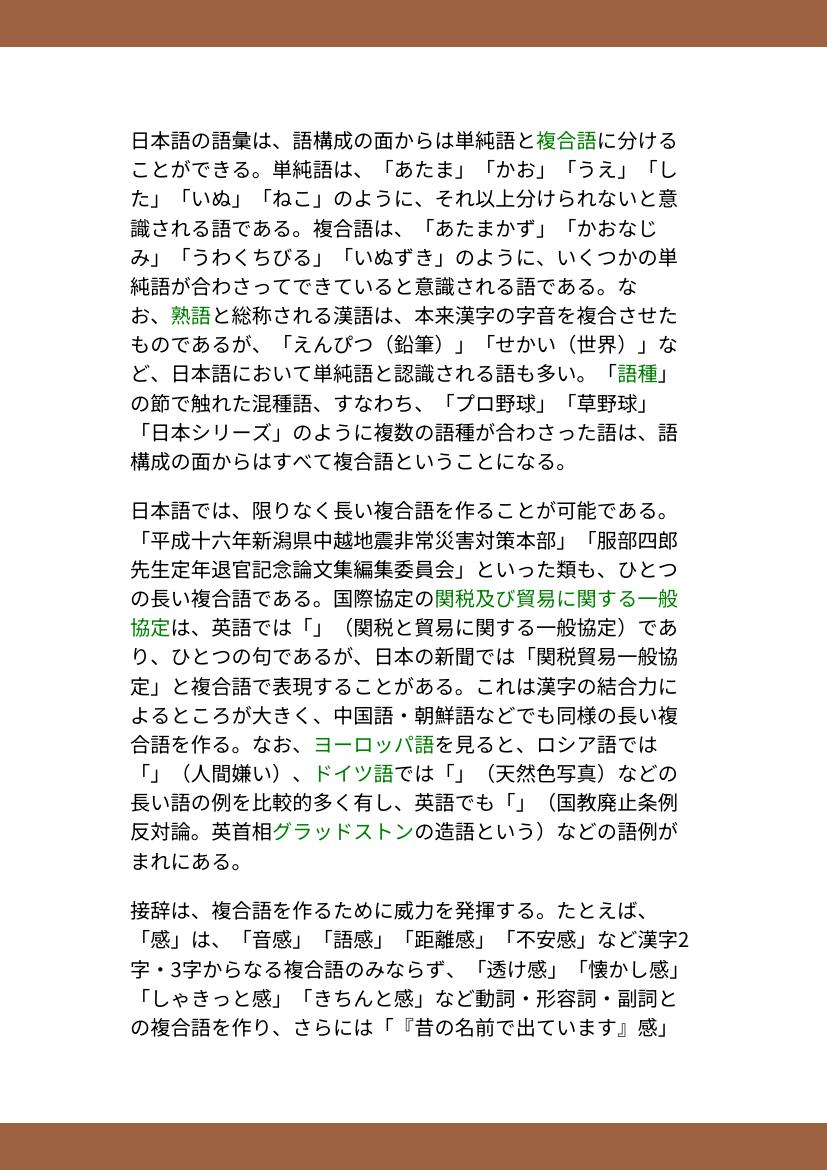 日本語の語彙は、語構成の面からは単純語と複合語に分ける
ことができる。単純語は、「あたま」「かお」「うえ」「し
た」「いぬ」「ねこ」のように、それ以上分けられないと意
識される語である。複合語は、「あたまかず」「かおなじ
み」「うわくちびる」「いぬずき」のように、いくつかの単
純語が合わさってできていると意識される語である。な
お、熟語と総称される漢語は、本来漢字の字音を複合させた
ものであるが、「えんぴつ（鉛筆）」「せかい（世界）」な
ど、日本語において単純語と認識される語も多い。「語種」
の節で触れた混種語、すなわち、「プロ野球」「草野球」
「日本シリーズ」のように複数の語種が合わさった語は、語
構成の面からはすべて複合語ということになる。
日本語では、限りなく長い複合語を作ることが可能である。
「平成十六年新潟県中越地震非常災害対策本部」「服部四郎
先生定年退官記念論文集編集委員会」といった類も、ひとつ
の長い複合語である。国際協定の関税及び貿易に関する一般
協定は、英語では「」（関税と貿易に関する一般協定）であ
り、ひとつの句であるが、日本の新聞では「関税貿易一般協
定」と複合語で表現することがある。これは漢字の結合力に
よるところが大きく、中国語・朝鮮語などでも同様の長い複
合語を作る。なお、ヨーロッパ語を見ると、ロシア語では
「」（人間嫌い）、ドイツ語では「」（天然色写真）などの
長い語の例を比較的多く有し、英語でも「」（国教廃止条例
反対論。英首相グラッドストンの造語という）などの語例が
まれにある。
接辞は、複合語を作るために威力を発揮する。たとえば、
「感」は、「音感」「語感」「距離感」「不安感」など漢字2
字・3字からなる複合語のみならず、「透け感」「懐かし感」
「しゃきっと感」「きちんと感」など動詞・形容詞・副詞と
の複合語を作り、さらには「『昔の名前で出ています』感」